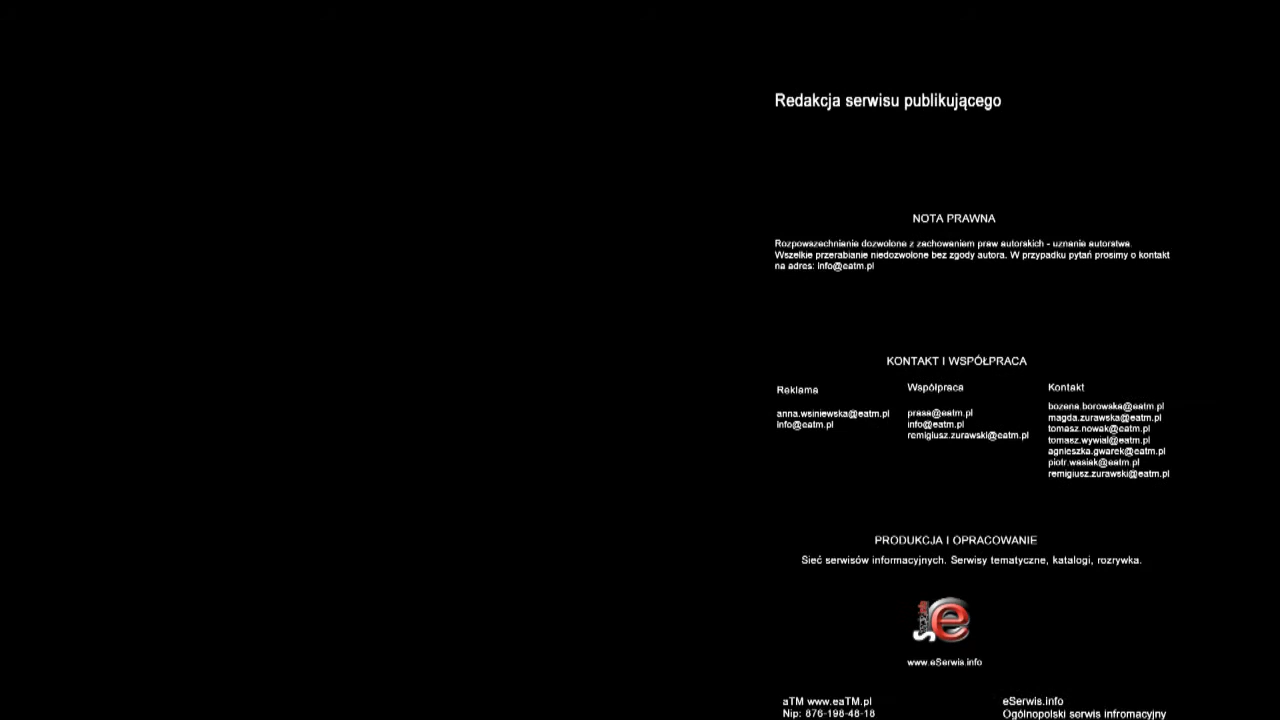 Redakcja serwisu publikującego
NOTA PRAWNA
Rozpowszechnianie dozwolone z zachowaniem praw autorskich - uznanie autorstwa.
Wszelkie przerabianie niedozwolone bez zgody autora. W przypadku pytań prosimy o kontakt
na adres: info@eatm.pl
KONTAKT I WSPÓŁPRACA
Reklama
anna.wsiniewska@eatm.pl
info@eatm.pl
Współpraca
prasa@eatm.pl
info@eatm.pl
remigiusz.zurawski@eatm.pl
Kontakt
bozena.borowska@eatm.pl
magda.zurawska@eatm.pl
tomasz.nowak@eatm.pl
tomasz.wywial@eatm.pl
agnieszka.gwarek@eatm.pl
piotr.wasiak@eatm.pl
remigiusz.zurawski@eatm.pl
PRODUKCJA I OPRACOWANIE
Sieć serwisów informacyjnych. Serwisy tematyczne, katalogi, rozrywka.
www.eSerwis.info
aTM www.eaTM.pl
Nip: 876-198-48-18
eSerwis.info
Ogólnopolski serwis infromacyjny